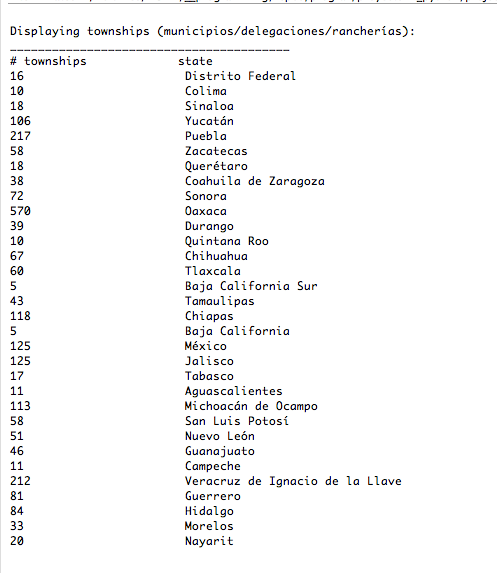 Displaying townships (municipios/delegaciones/rancherías):
________________________________________
# townships state
16 Distrito Federal
10 Colima
18 Sinaloa
106 Yucatán
217 Puebla
58 Zacatecas
18 Querétaro
38 Coahuila de Zaragoza
72 Sonora
570 Oaxaca
39 Durango
10 Quintana Roo
67 Chihuahua
60 Tlaxcala
5 Baja California Sur
43 Tamaulipas
118 Chiapas
5 Baja California
125 México
125 Jalisco
17 Tabasco
11 Aguascalientes
113 Michoacán de Ocampo
58 San Luis Potosí
51 Nuevo León
46 Guanajuato
11 Campeche
212 Veracruz de Ignacio de la Llave
81 Guerrero
84 Hidalgo
33 Morelos
20 Nayarit